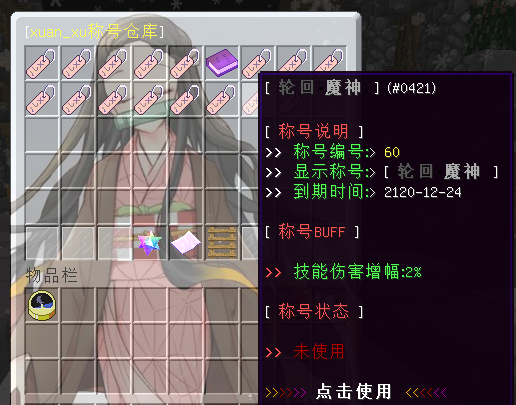 [xuan_xu称号仓库]
[ 轮回 魔神 ] (#0421)
[ 称号说明 ]
>> 称号编号:> 60
>> 显示称号:> [ 轮回 魔神 ]
>> 到期时间:> 2120-12-24
[ 称号BUFF ]
>> 技能伤害增幅:2%
[ 称号状态 ]
>> 未使用
>>>>> 点击使用 <<<<<
物品栏